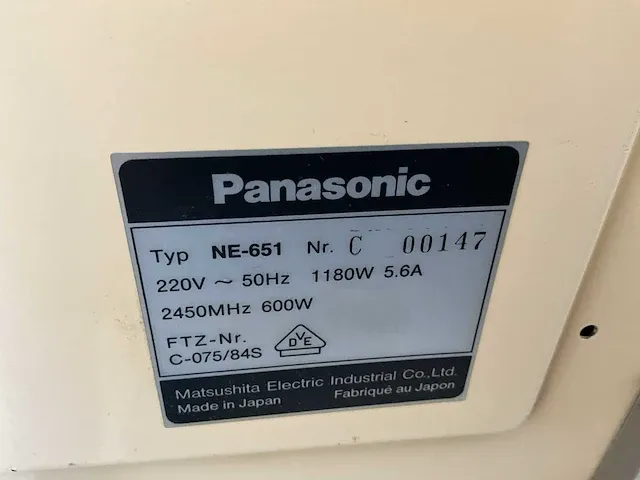 Panasonic
Typ NE-651 Nr. C 00147
220V ~ 50Hz 1180W 5.6A
2450MHz 600W
FTZ-Nr.
C-075/84S
DVE
Matsushita Electric Industrial Co.,Ltd.
Made in Japan Fabriqué au Japon